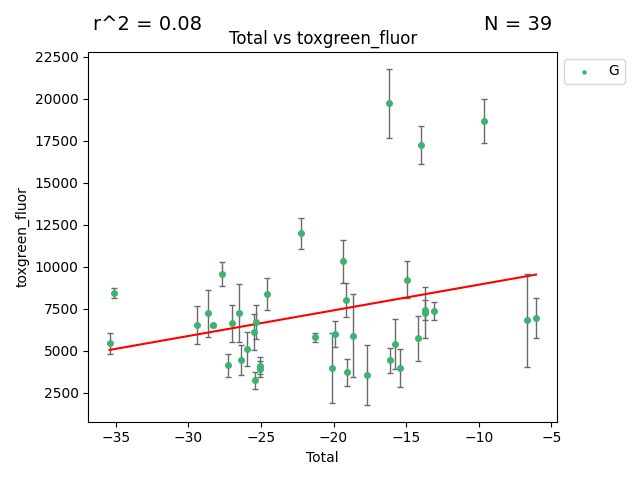 r^2 = 0.08
N = 39
Total vs toxgreen_fluor
G
22500
20000
17500
15000
12500
10000
7500
5000
2500
toxgreen_fluor
−35
−30
−25
−20
−15
−10
−5
Total